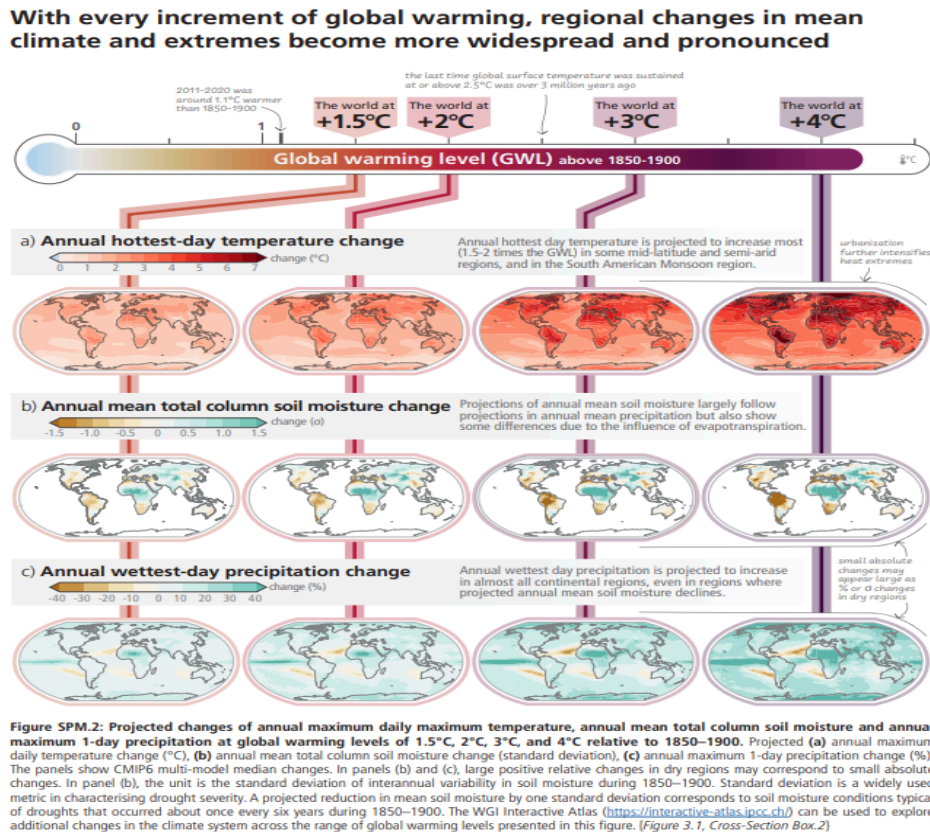 With every increment of global warming, regional changes in mean
climate and extremes become more widespread and pronounced
the last time global surface temperature was sustained
at or above 2.5°C was over 3 million years ago
2011-2020 was
around 1.1°C warmer
than 1850-1900
The world at
+1.5°C
The world at
+2°C
The world at
+3°C
The world at
+4°C
0
1
Global warming level (GWL) above 1850-1900
°C
a) Annual hottest-day temperature change
0 1 2 3 4 5 6 7
change (°C)
Annual hottest day temperature is projected to increase most
(1.5-2 times the GWL) in some mid-latitude and semi-arid
regions, and in the South American Monsoon region.
urbanisation
further intensifies
heat extremes
b) Annual mean total column soil moisture change
change (σ)
-1.5 -1.0 -0.5 0 0.5 1.0 1.5
Projections of annual mean soil moisture largely follow
projections in annual mean precipitation but also show
some differences due to the influence of evapotranspiration.
c) Annual wettest-day precipitation change
change (%)
-40 -30 -20 -10 0 10 20 30 40
Annual wettest day precipitation is projected to increase
in almost all continental regions, even in regions where
projected annual mean soil moisture declines.
small absolute
changes may
appear large as
% or σ changes
in dry regions
Figure SPM.2: Projected changes of annual maximum daily maximum temperature, annual mean total column soil moisture and annua
maximum 1-day precipitation at global warming levels of 1.5°C, 2°C, 3°C, and 4°C relative to 1850–1900. Projected (a) annual maximum
daily temperature change (°C), (b) annual mean total column soil moisture change (standard deviation), (c) annual maximum 1-day precipitation change (%)
The panels show CMIP6 multi-model median changes. In panels (b) and (c), large positive relative changes in dry regions may correspond to small absolute
changes. In panel (b), the unit is the standard deviation of interannual variability in soil moisture during 1850–1900. Standard deviation is a widely used
metric in characterising drought severity. A projected reduction in mean soil moisture by one standard deviation corresponds to soil moisture conditions typica
of droughts that occurred about once every six years during 1850–1900. The WGI Interactive Atlas (https://interactive-atlas.ipcc.ch/) can be used to explore
additional changes in the climate system across the range of global warming levels presented in this figure. {Figure 3.1, Cross-Section Box.2}